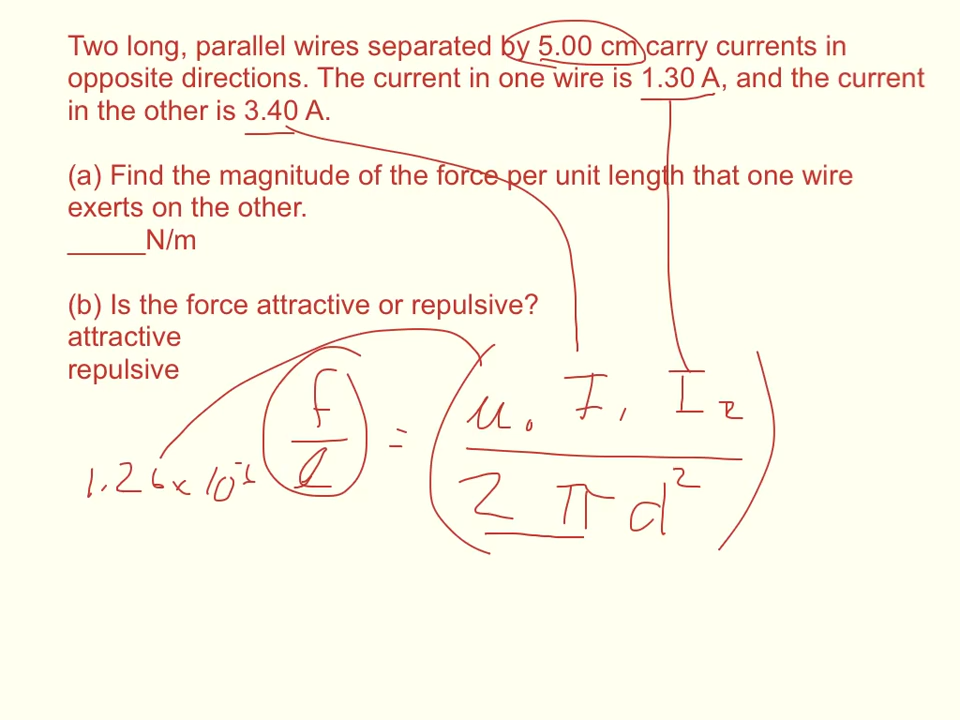 Two long, parallel wires separated by 5.00 cm carry currents in
opposite directions. The current in one wire is 1.30 A, and the current
in the other is 3.40 A.
(a) Find the magnitude of the force per unit length that one wire
exerts on the other.
_____N/m
(b) Is the force attractive or repulsive?
attractive
repulsive
1.26x10^-6 f/l = (μ₀ I₁ I₂ / 2 π d²)